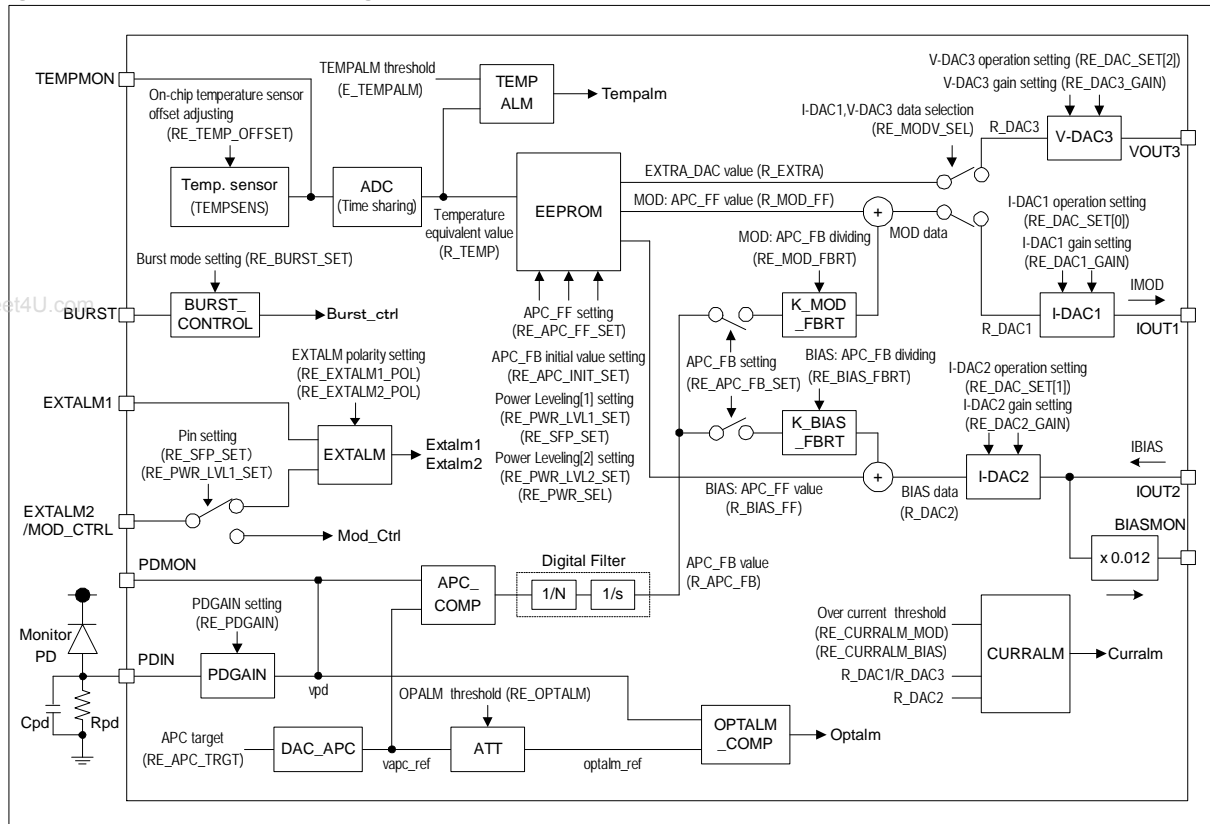 TEMPMON
TEMPALM threshold
(E_TEMPALM)
TEMP
ALM
Tempalm
On-chip temperature sensor
offset adjusting
(RE_TEMP_OFFSET)
Temp. sensor
(TEMPSENS)
ADC
(Time sharing)
Temperature
equivalent value
(R_TEMP)
EEPROM
V-DAC3 operation setting (RE_DAC_SET[2])
V-DAC3 gain setting (RE_DAC3_GAIN)
I-DAC1,V-DAC3 data selection
(RE_MODV_SEL)
R_DAC3
V-DAC3
VOUT3
EXTRA_DAC value (R_EXTRA)
MOD: APC_FF value (R_MOD_FF)
+
MOD data
I-DAC1 operation setting
(RE_DAC_SET[0])
I-DAC1 gain setting
(RE_DAC1_GAIN)
MOD: APC_FB dividing
(RE_MOD_FBRT)
K_MOD
_FBRT
R_DAC1
I-DAC1
IMOD
IOUT1
Burst mode setting (RE_BURST_SET)
eet4U.com
BURST
BURST_
CONTROL
Burst_ctrl
APC_FF setting
(RE_APC_FF_SET)
APC_FB initial value setting
(RE_APC_INIT_SET)
Power Leveling[1] setting
(RE_PWR_LVL1_SET)
(RE_SFP_SET)
Power Leveling[2] setting
(RE_PWR_LVL2_SET)
(RE_PWR_SEL)
APC_FB setting
(RE_APC_FB_SET)
BIAS: APC_FB dividing
(RE_BIAS_FBRT)
K_BIAS
_FBRT
I-DAC2 operation setting
(RE_DAC_SET[1])
I-DAC2 gain setting
(RE_DAC2_GAIN)
EXTALM polarity setting
(RE_EXTALM1_POL)
(RE_EXTALM2_POL)
EXTALM1
Pin setting
(RE_SFP_SET)
(RE_PWR_LVL1_SET)
EXTALM
Extalm1
Extalm2
EXTALM2
/MOD_CTRL
Mod_Ctrl
BIAS: APC_FF value
(R_BIAS_FF)
+
BIAS data
(R_DAC2)
I-DAC2
IBIAS
IOUT2
BIASMON
x 0.012
PDMON
APC_
COMP
Digital Filter
1/N
1/s
APC_FB value
(R_APC_FB)
Monitor
PD
PDGAIN setting
(RE_PDGAIN)
PDIN
PDGAIN
vpd
Cpd
Rpd
OPALM threshold (RE_OPTALM)
APC target
(RE_APC_TRGT)
DAC_APC
vapc_ref
ATT
optalm_ref
OPTALM
_COMP
Optalm
Over current threshold
(RE_CURRALM_MOD)
(RE_CURRALM_BIAS)
R_DAC1/R_DAC3
R_DAC2
CURRALM
Curralm